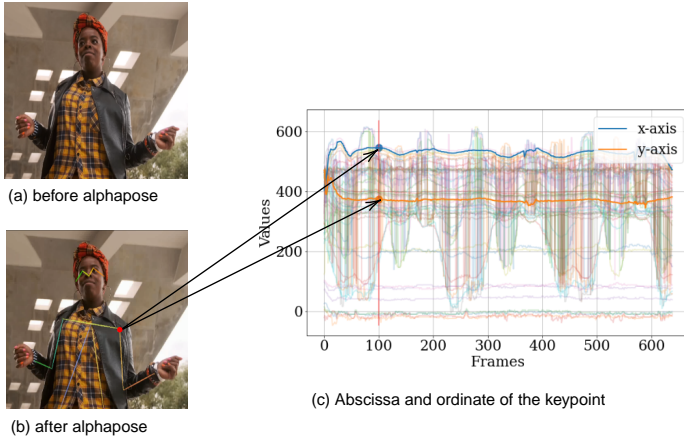 (a) before alphapose
(b) after alphapose
x-axis
y-axis
600
400
200
0
Values
0 100 200 300 400 500 600
Frames
(c) Abscissa and ordinate of the keypoint